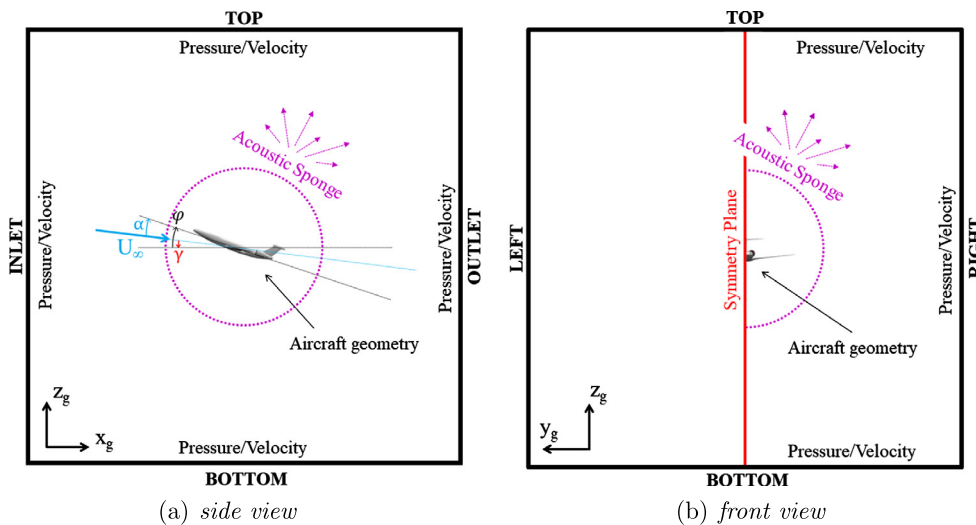 TOP
Pressure/Velocity
Acoustic Sponge
INLET
Pressure/Velocity
α
φ
U∞
γ
Pressure/Velocity
OUTLET
Aircraft geometry
zg
xg
Pressure/Velocity
BOTTOM
(a) side view
TOP
Pressure/Velocity
Acoustic Sponge
LEFT
Symmetry Plane
Pressure/Velocity
RIGHT
Aircraft geometry
zg
yg
Pressure/Velocity
BOTTOM
(b) front view